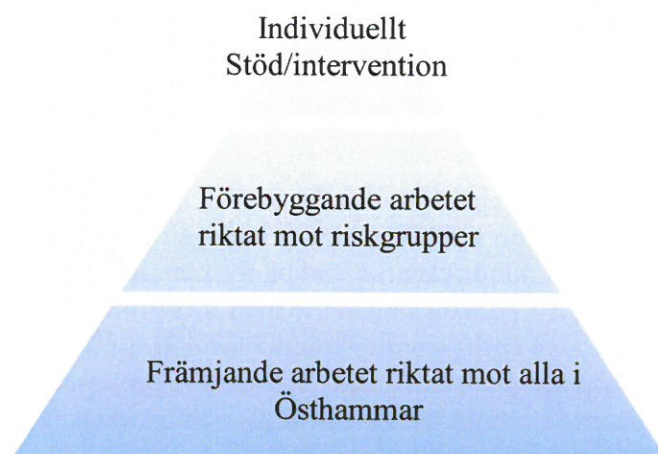 Individuellt
Stöd/intervention
Förebyggande arbetet
riktat mot riskgrupper
Främjande arbetet riktat mot alla i
Östhammar